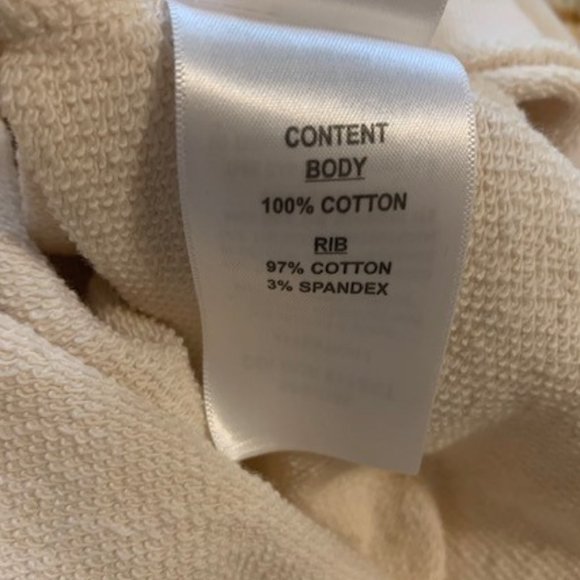 CONTENT
BODY
100% COTTON
RIB
97% COTTON
3% SPANDEX